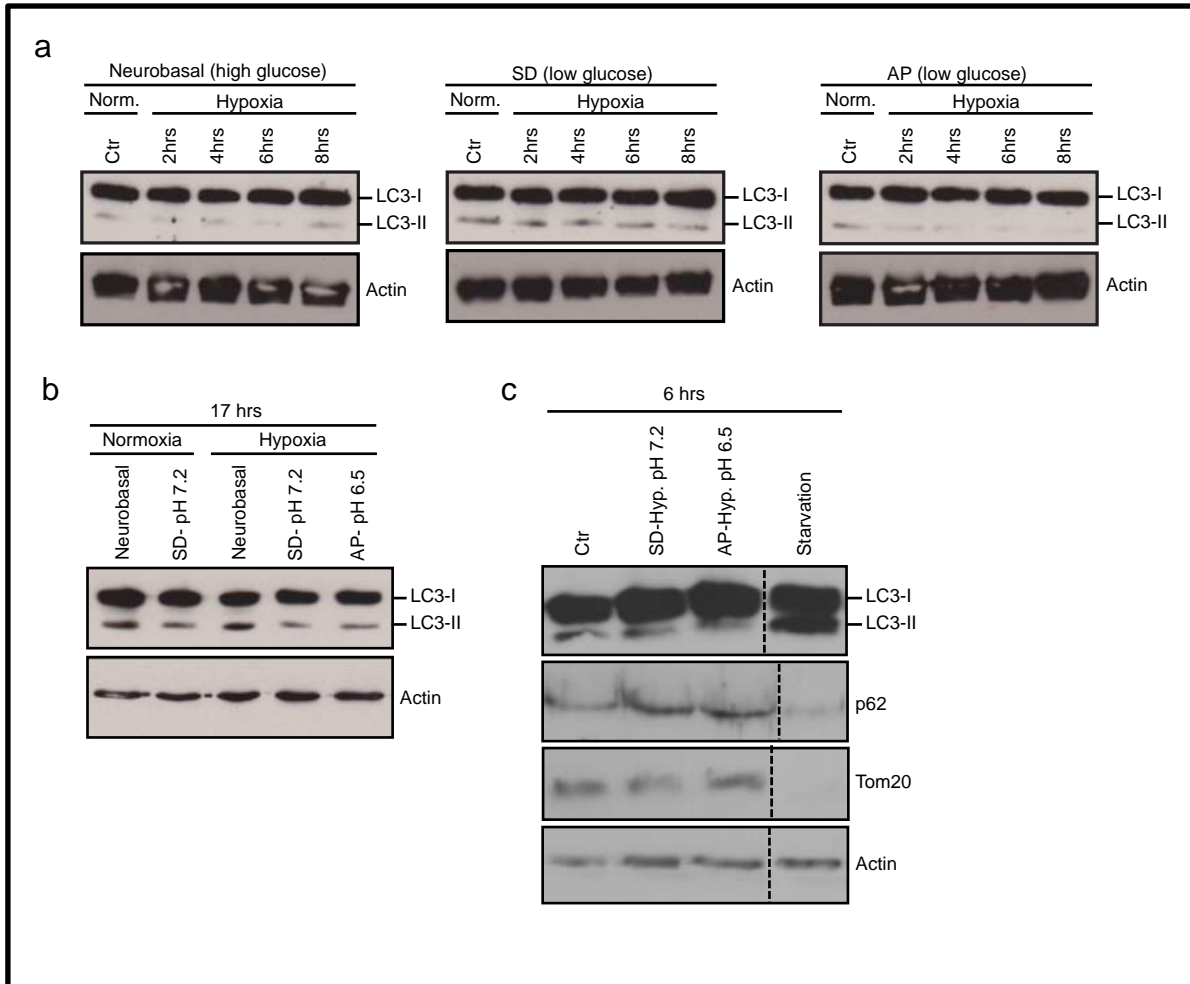 a
Neurobasal (high glucose)
Norm. Hypoxia
Ctr 2hrs 4hrs 6hrs 8hrs
LC3-I
LC3-II
Actin
SD (low glucose)
Norm. Hypoxia
Ctr 2hrs 4hrs 6hrs 8hrs
LC3-I
LC3-II
Actin
AP (low glucose)
Norm. Hypoxia
Ctr 2hrs 4hrs 6hrs 8hrs
LC3-I
LC3-II
Actin
b
17 hrs
Normoxia Hypoxia
Neurobasal SD- pH 7.2 Neurobasal SD- pH 7.2 AP- pH 6.5
LC3-I
LC3-II
Actin
c
6 hrs
Ctr SD-Hyp. pH 7.2 AP-Hyp. pH 6.5 Starvation
LC3-I
LC3-II
p62
Tom20
Actin